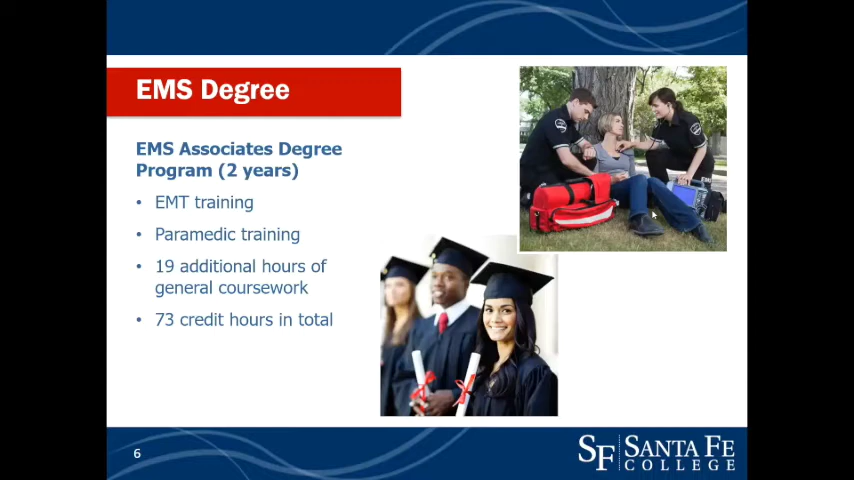 EMS Degree
EMS Associates Degree
Program (2 years)
• EMT training
• Paramedic training
• 19 additional hours of
general coursework
• 73 credit hours in total
6
SF SANTA FE
COLLEGE